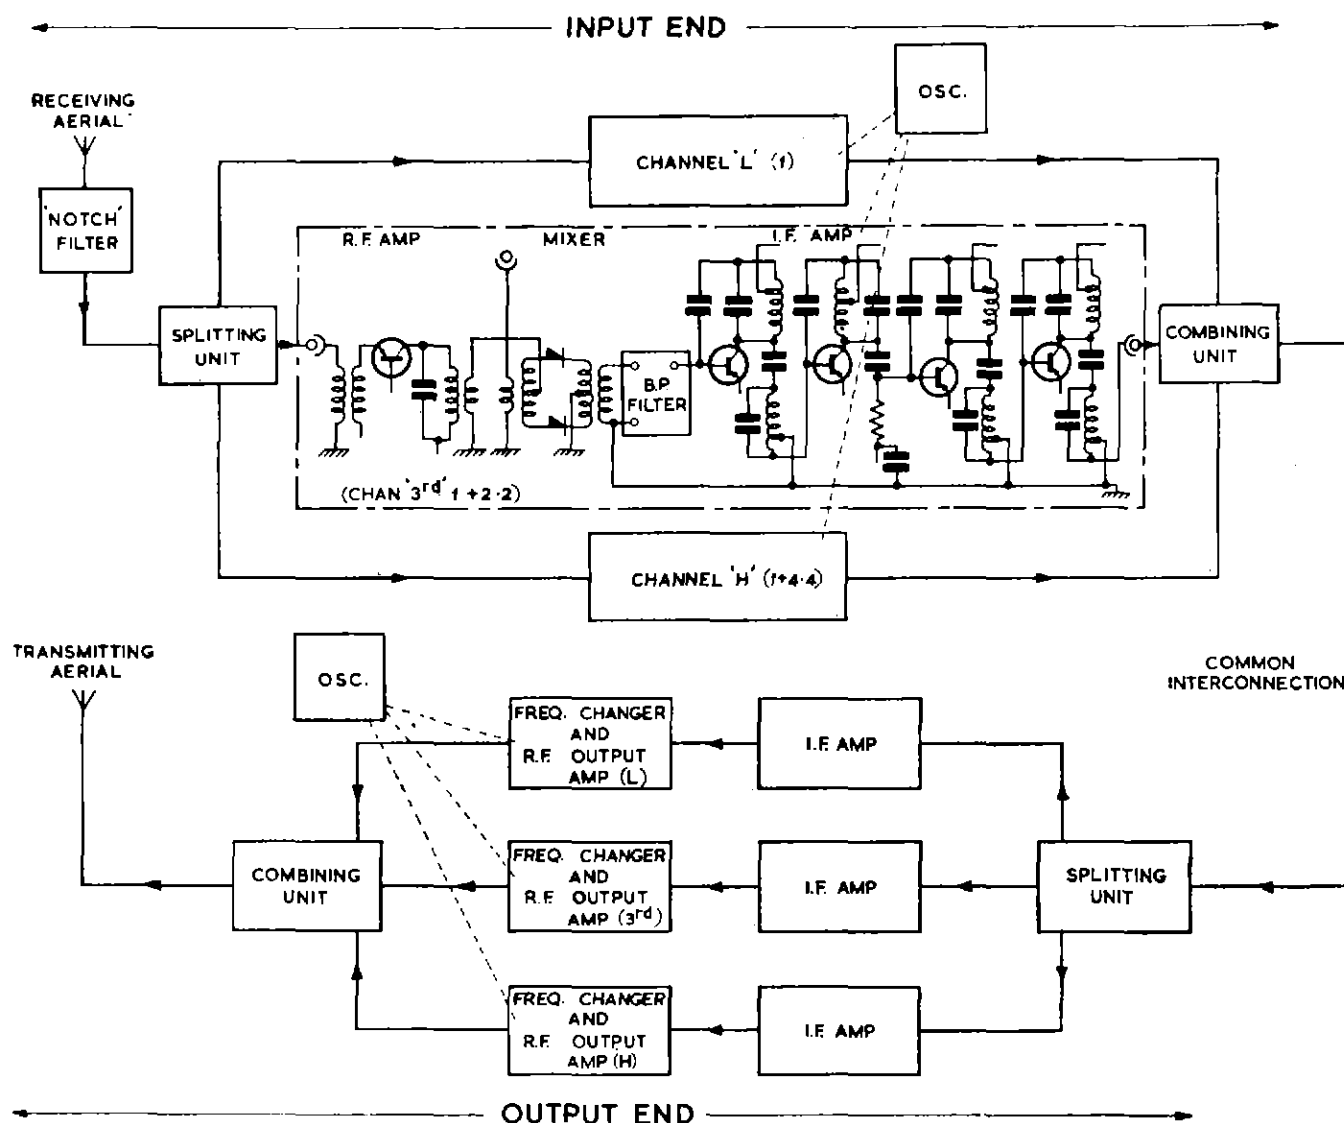 INPUT END
OSC.
RECEIVING
AERIAL
CHANNEL 'L' (f)
'NOTCH'
FILTER
R.F. AMP
MIXER
I.F. AMP
SPLITTING
UNIT
COMBINING
UNIT
B.P.
FILTER
(CHAN '3rd' f +2·2)
CHANNEL 'H' (f+4·4)
TRANSMITTING
AERIAL
OSC.
COMMON
INTERCONNECTION
FREQ. CHANGER
AND
R.F. OUTPUT
AMP (L)
I.F. AMP
COMBINING
UNIT
FREQ. CHANGER
AND
R.F. OUTPUT
AMP (3rd)
I.F. AMP
SPLITTING
UNIT
FREQ. CHANGER
AND
R.F. OUTPUT
AMP (H)
I.F. AMP
OUTPUT END